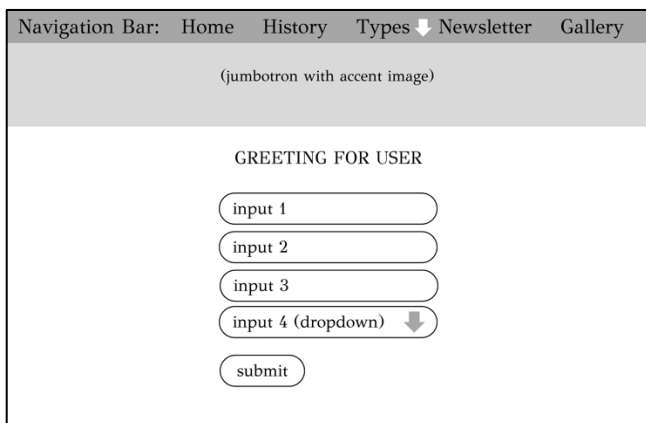 Navigation Bar: Home History Types Newsletter Gallery
(jumbotron with accent image)
GREETING FOR USER
input 1
input 2
input 3
input 4 (dropdown)
submit